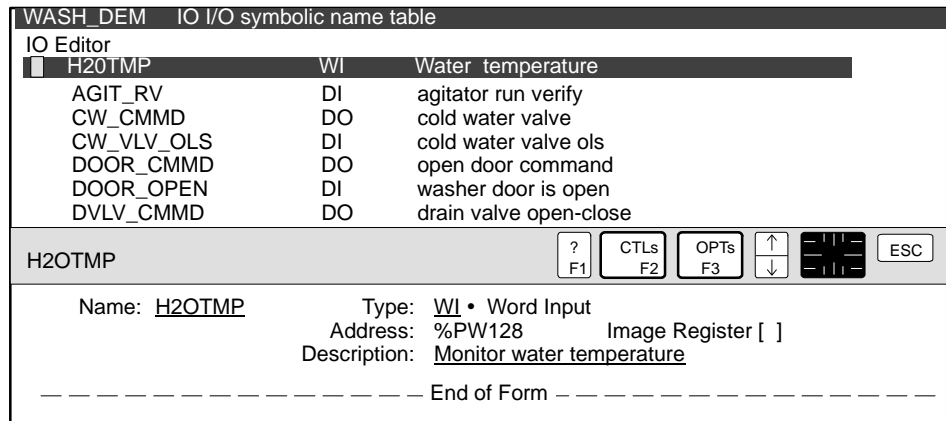 WASH_DEM IO I/O symbolic name table
IO Editor
H20TMP WI Water temperature
AGIT_RV DI agitator run verify
CW_CMMD DO cold water valve
CW_VLV_OLS DI cold water valve ols
DOOR_CMMD DO open door command
DOOR_OPEN DI washer door is open
DVLV_CMMD DO drain valve open-close
H2OTMP ? F1 CTLs F2 OPTs F3 ↑ ↓ ESC
Name: H2OTMP Type: WI • Word Input
Address: %PW128 Image Register [ ]
Description: Monitor water temperature
End of Form